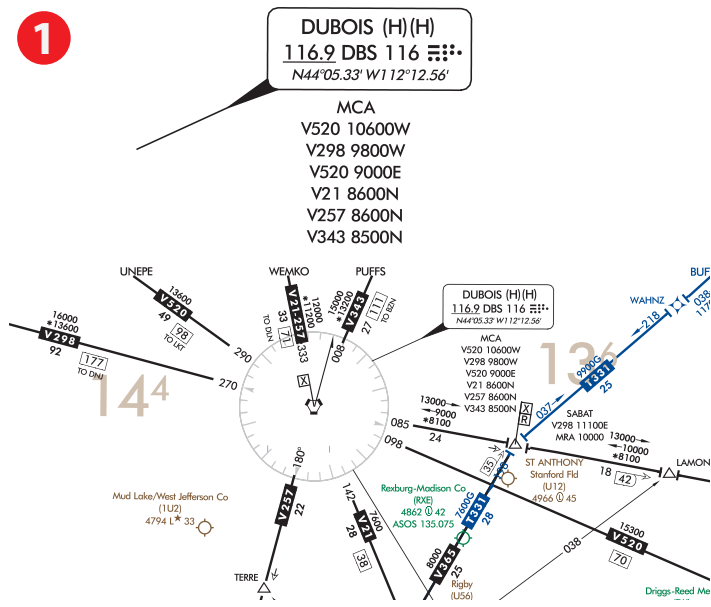 1
DUBOIS (H)(H)
116.9 DBS 116
N44°05.33' W112°12.56'
MCA
V520 10600W
V298 9800W
V520 9000E
V21 8600N
V257 8600N
V343 8500N
UNEPE
WEMKO
PUFFS
BUF
13600
V520
49
98
TO LKT
290
16000
*13600
V298
92
177
TO DNJ
270
14⁴
12000
*11200
V21-257
33
71
TO DLN
333
15000
*13200
V343
27
111
TO BZN
008
X
DUBOIS (H)(H)
116.9 DBS 116
N44°05.33' W112°12.56'
MCA
V520 10600W
V298 9800W
V520 9000E
V21 8600N
V257 8600N
V343 8500N
WAHNZ
038
117
218
13⁶
9900G
T331
25
037
X
R
SABAT
V298 11100E
MRA 10000
13000
9000
*8100
085
24
098
13000
10000
*8100
18
42
LAMON
35
ST ANTHONY
Stanford Fld
(U12)
4966 45
180°
V257
22
TERRE
Mud Lake/West Jefferson Co
(1U2)
4794 L★ 33
142
7600
V21
28
38
Rexburg-Madison Co
(RXE)
4862 42
ASOS 135.075
7600G
T331
28
8000
V365
25
Rigby
(U56)
038
15300
V520
70
Driggs-Reed Me